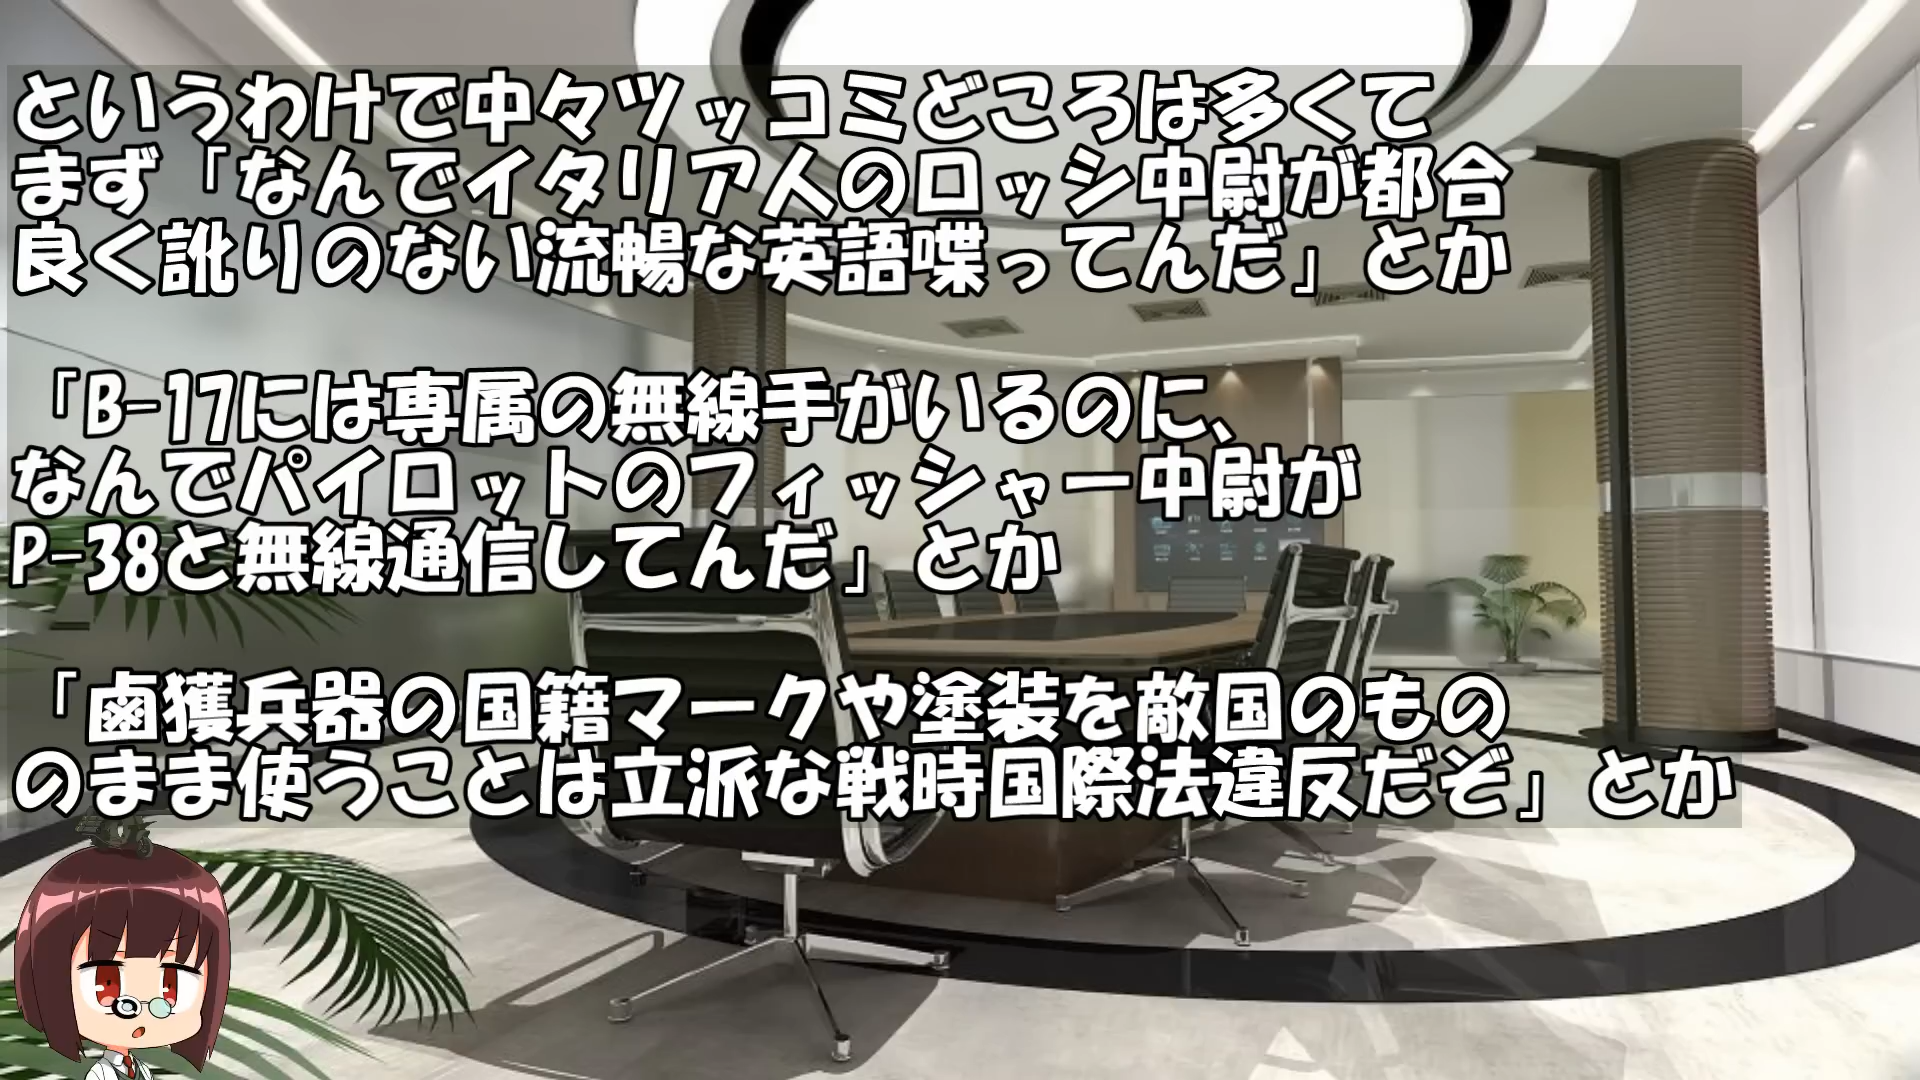 というわけで中々ツッコミどころは多くて
まず「なんでイタリア人のロッシ中尉が都合
良く訛りのない流暢な英語喋ってんだ」とか
「B-17には専属の無線手がいるのに、
なんでパイロットのフィッシャー中尉が
P-38と無線通信してんだ」とか
「鹵獲兵器の国籍マークや塗装を敵国のもの
のまま使うことは立派な戦時国際法違反だぞ」とか